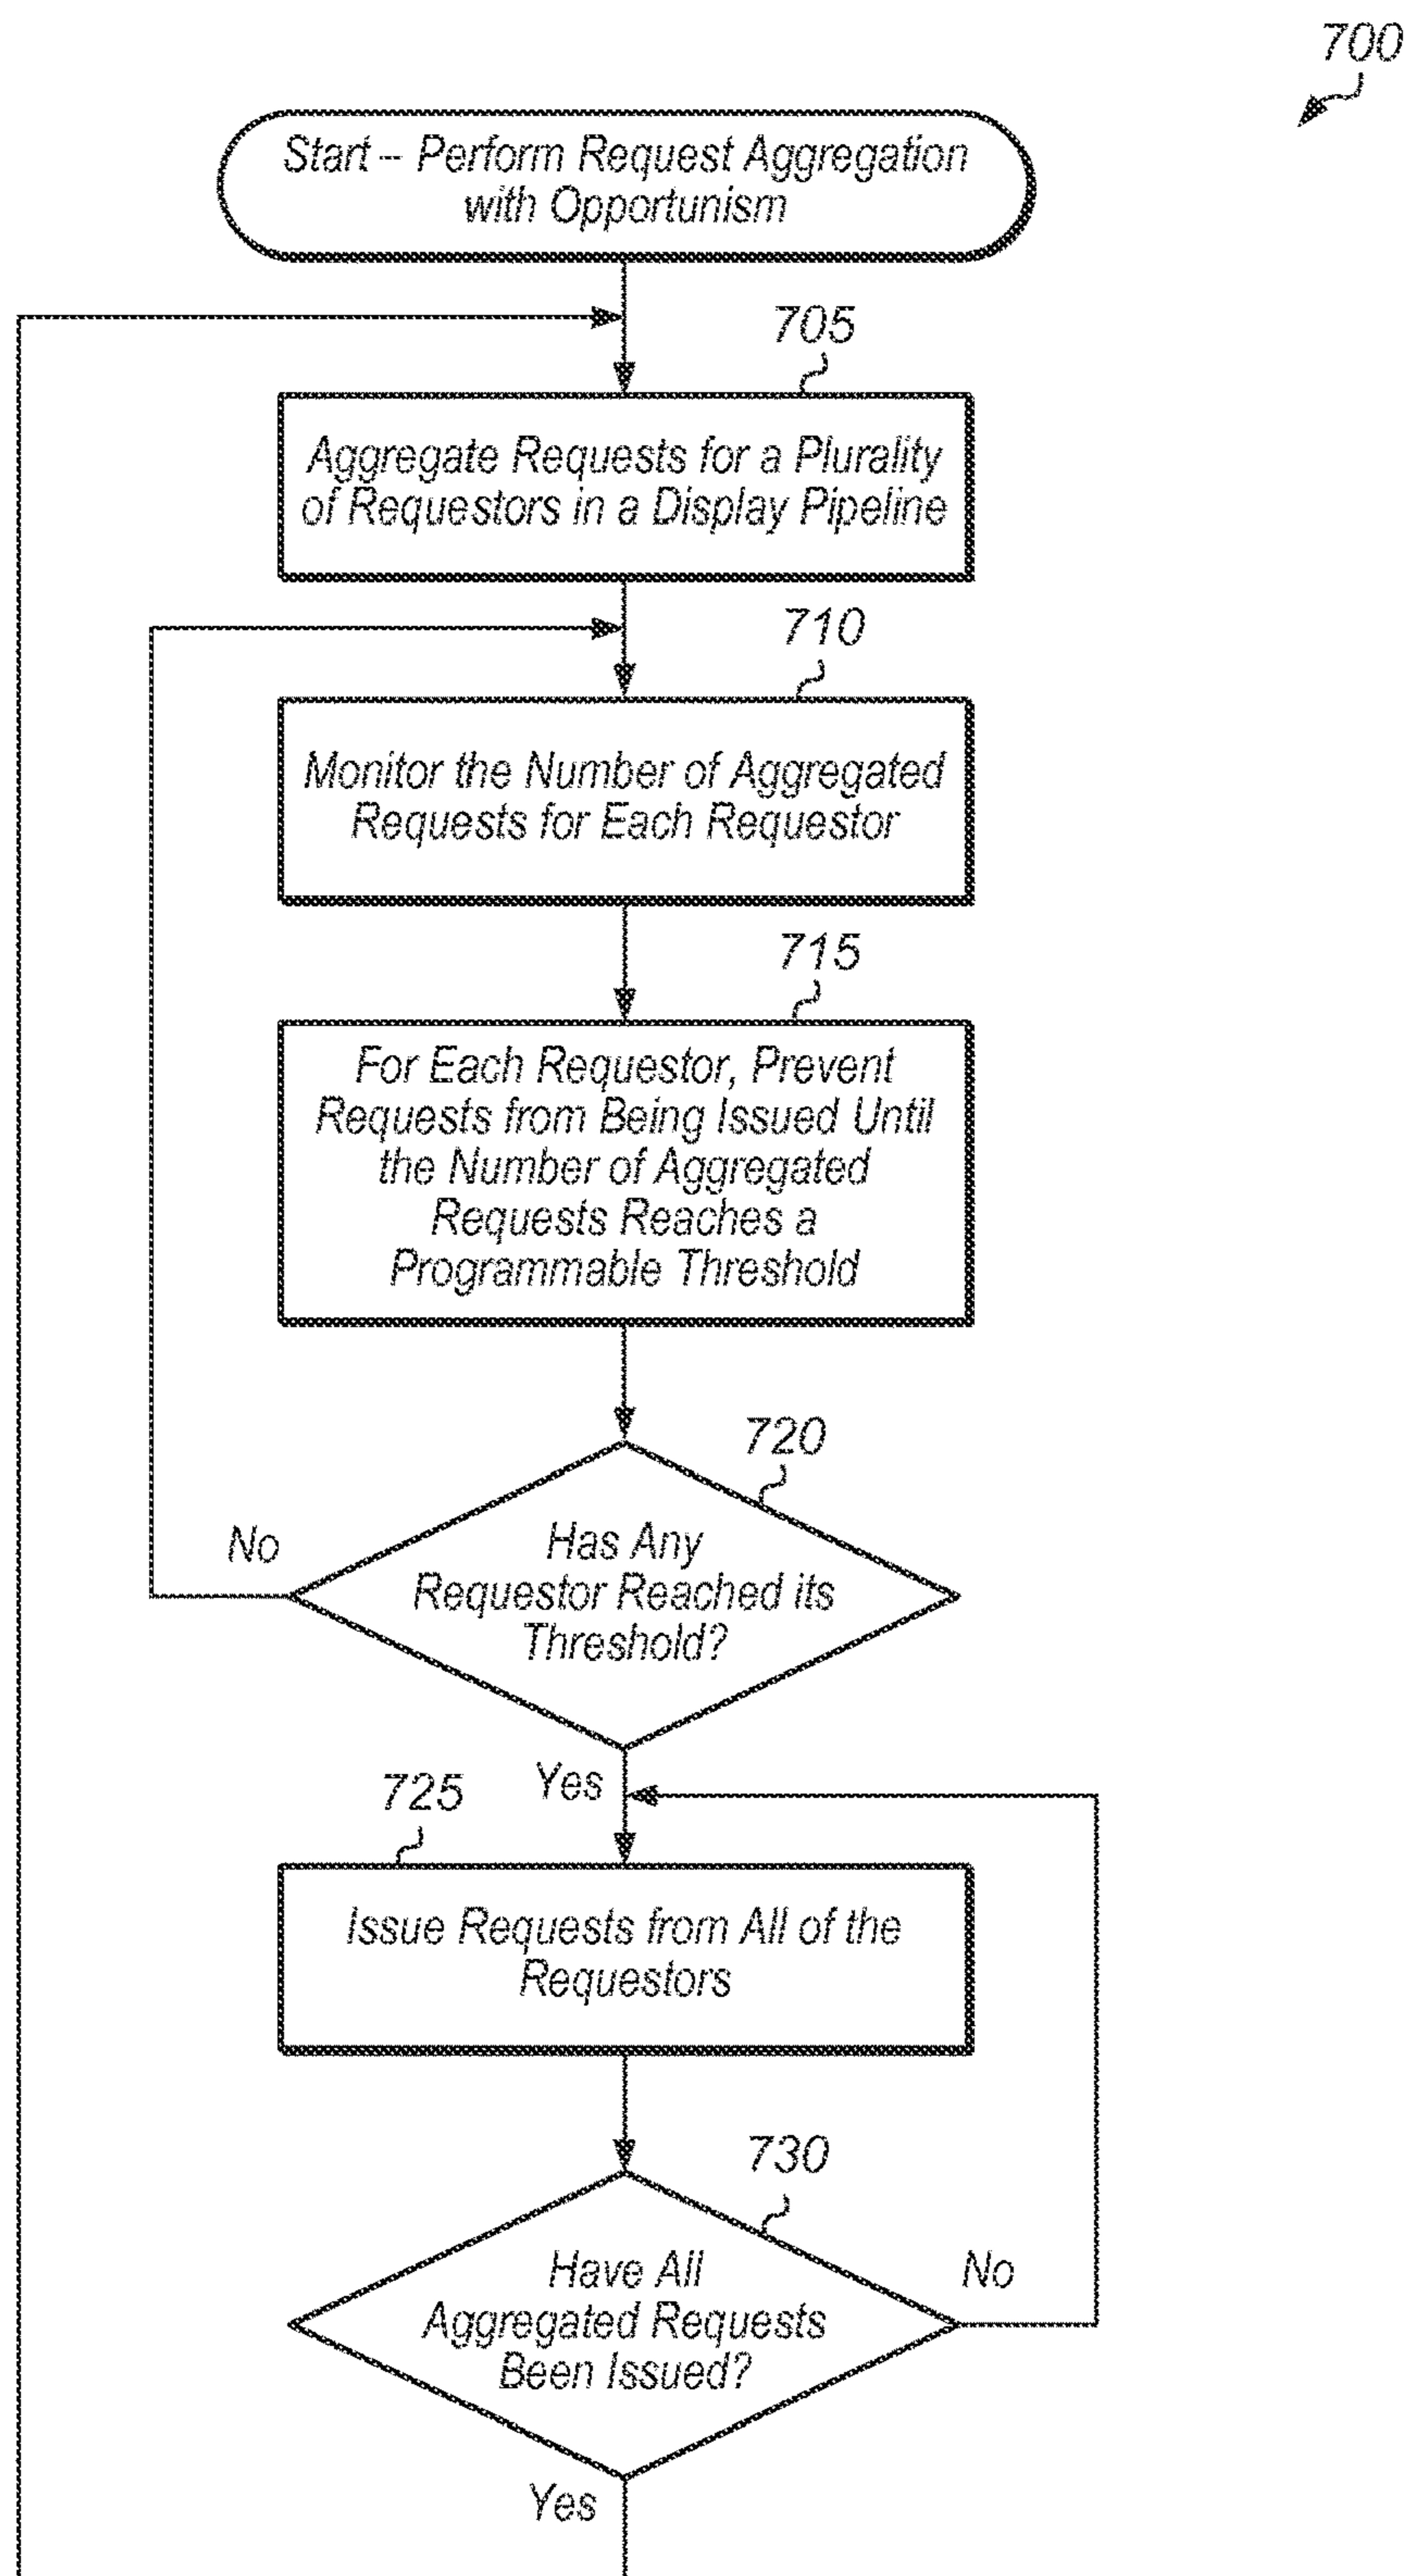 700
Start – Perform Request Aggregation
with Opportunism
705
Aggregate Requests for a Plurality
of Requestors in a Display Pipeline
710
Monitor the Number of Aggregated
Requests for Each Requestor
715
For Each Requestor, Prevent
Requests from Being Issued Until
the Number of Aggregated
Requests Reaches a
Programmable Threshold
720
No
Has Any
Requestor Reached its
Threshold?
Yes
725
Issue Requests from All of the
Requestors
730
Have All
Aggregated Requests
Been Issued?
No
Yes